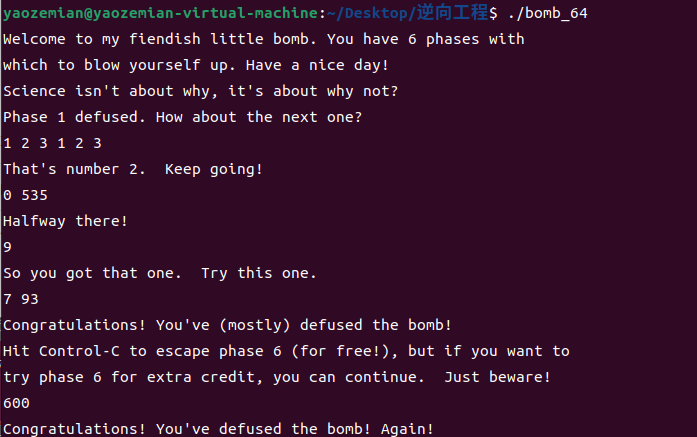 yaozemian@yaozemian-virtual-machine:~/Desktop/逆向工程$ ./bomb_64
Welcome to my fiendish little bomb. You have 6 phases with
which to blow yourself up. Have a nice day!
Science isn't about why, it's about why not?
Phase 1 defused. How about the next one?
1 2 3 1 2 3
That's number 2.  Keep going!
0 535
Halfway there!
9
So you got that one.  Try this one.
7 93
Congratulations! You've (mostly) defused the bomb!
Hit Control-C to escape phase 6 (for free!), but if you want to
try phase 6 for extra credit, you can continue.  Just beware!
600
Congratulations! You've defused the bomb! Again!